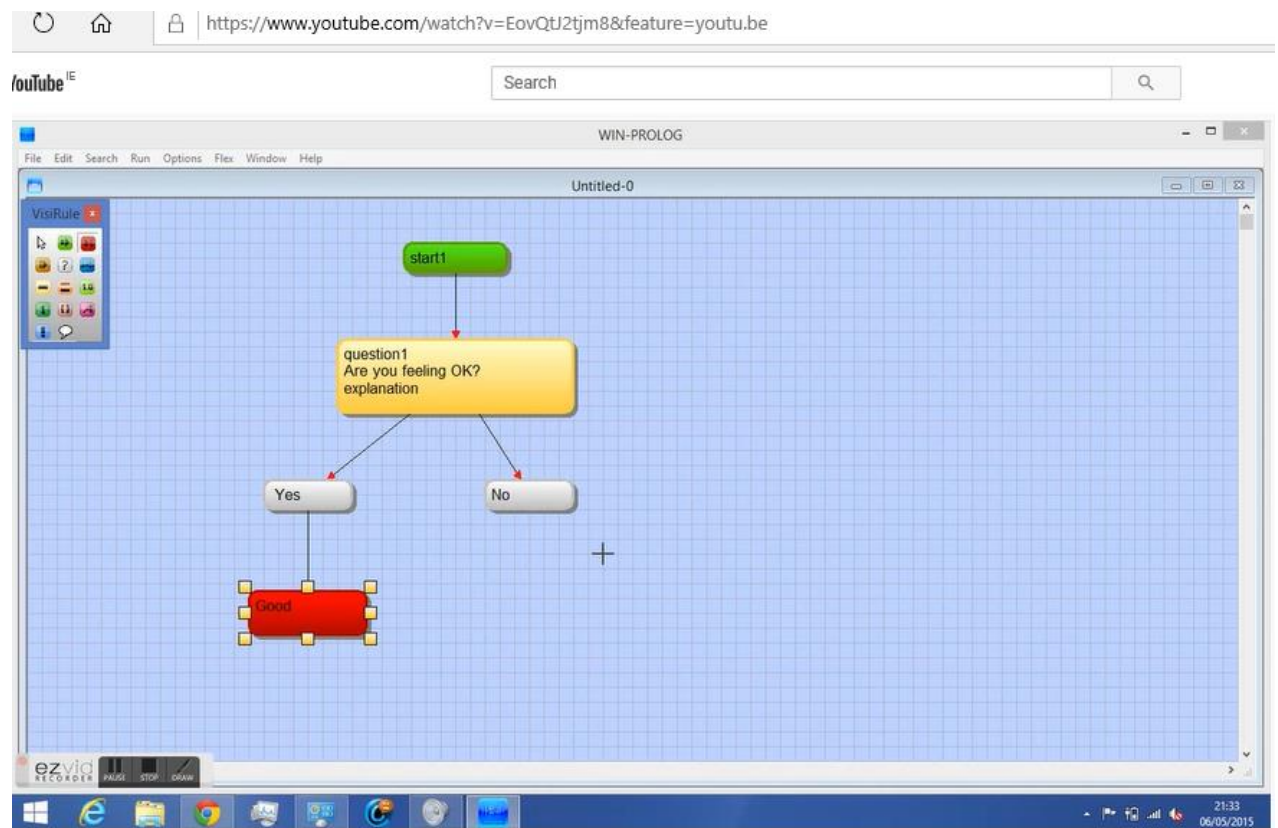 https://www.youtube.com/watch?v=EovQtJ2tjm8&feature=youtu.be
YouTube IE
Search
WIN-PROLOG
File Edit Search Run Options Flex Window Help
Untitled-0
VisiRule
start1
question1
Are you feeling OK?
explanation
Yes
No
Good
ezvid
RECORDER
PAUSE STOP DRAW
21:33
06/05/2015